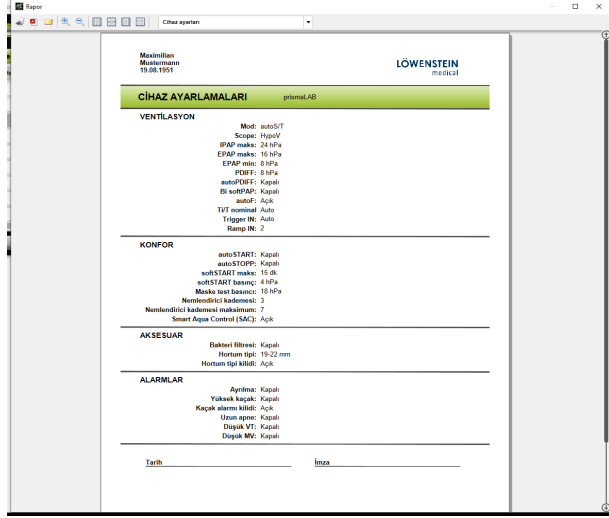 Rapor
Cihaz ayarları
Maximilian
Mustermann
19.08.1951
LÖWENSTEIN
medical
CİHAZ AYARLAMALARI prismaLAB
VENTİLASYON
Mod: autoS/T
Scope: HypoV
IPAP maks: 24 hPa
EPAP maks: 16 hPa
EPAP min: 8 hPa
PDIFF: 8 hPa
autoPDIFF: Kapalı
Bi softPAP: Kapalı
autoF: Açık
Ti/T nominal Auto
Trigger IN: Auto
Ramp IN: 2
KONFOR
autoSTART: Kapalı
autoSTOPP: Kapalı
softSTART maks: 15 dk
softSTART basınç: 4 hPa
Maske test basıncı: 18 hPa
Nemlendirici kademesi: 3
Nemlendirici kademesi maksimum: 7
Smart Aqua Control (SAC): Açık
AKSESUAR
Bakteri filtresi: Kapalı
Hortum tipi: 19-22 mm
Hortum tipi kilidi: Açık
ALARMLAR
Ayrılma: Kapalı
Yüksek kaçak: Kapalı
Kaçak alarmı kilidi: Açık
Uzun apne: Kapalı
Düşük VT: Kapalı
Düşük MV: Kapalı
Tarih İmza